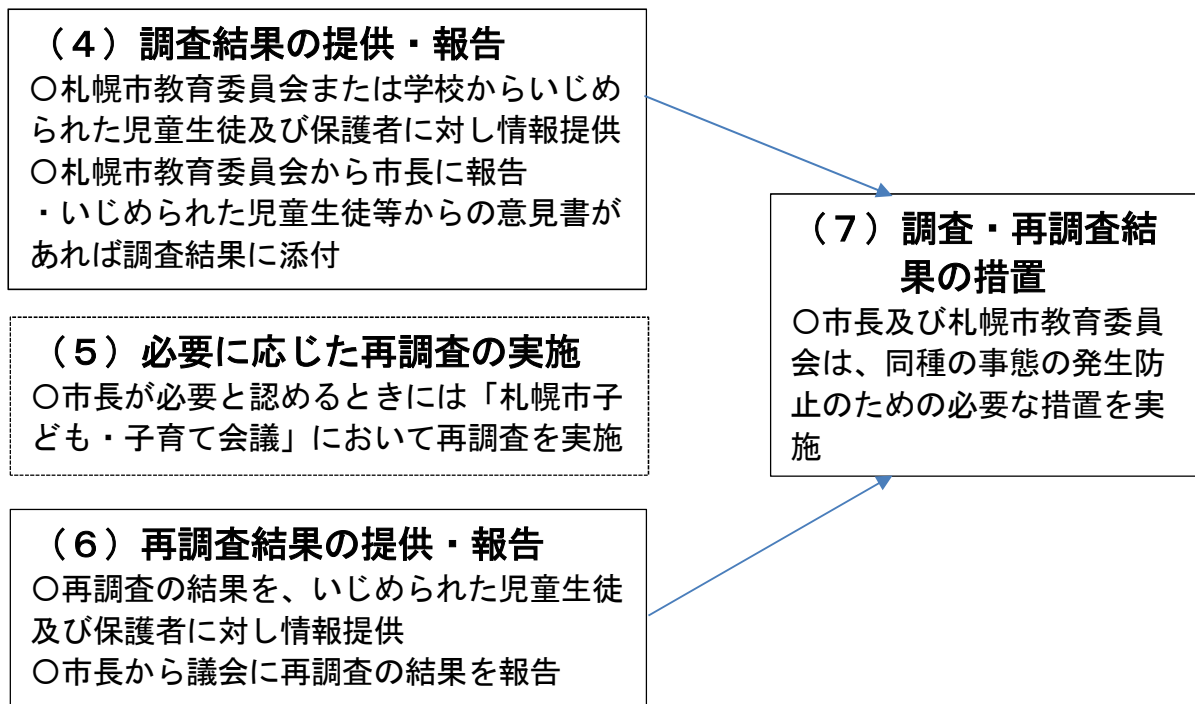 （４）調査結果の提供・報告
〇札幌市教育委員会または学校からいじめ
られた児童生徒及び保護者に対し情報提供
〇札幌市教育委員会から市長に報告
・いじめられた児童生徒等からの意見書が
あれば調査結果に添付
（５）必要に応じた再調査の実施
〇市長が必要と認めるときには「札幌市子
ども・子育て会議」において再調査を実施
（６）再調査結果の提供・報告
〇再調査の結果を、いじめられた児童生徒
及び保護者に対し情報提供
〇市長から議会に再調査の結果を報告
（７）調査・再調査結
果の措置
〇市長及び札幌市教育委員
会は、同種の事態の発生防
止のための必要な措置を実
施